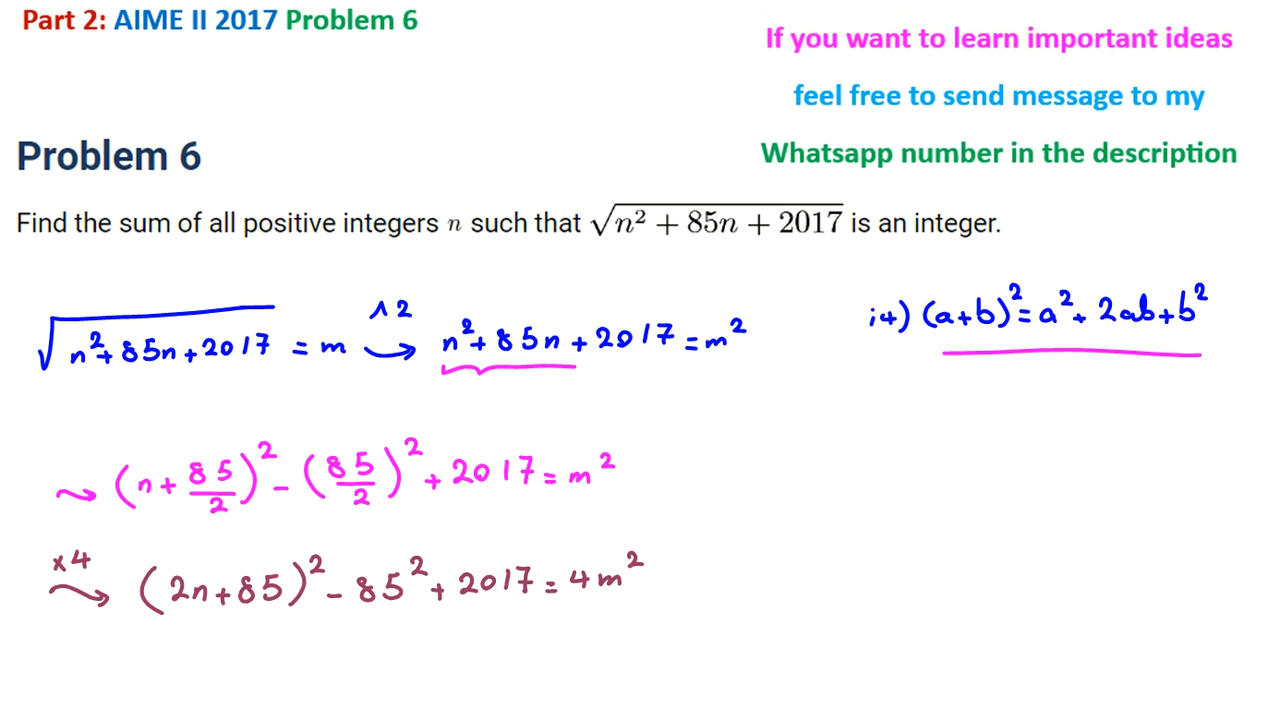 Part 2: AIME II 2017 Problem 6
If you want to learn important ideas
feel free to send message to my
Whatsapp number in the description
Problem 6
Find the sum of all positive integers n such that √(n² + 85n + 2017) is an integer.
√(n²+85n+2017) = m ^2→ n²+85n+2017=m²
i4) (a+b)²=a²+2ab+b²
⤳ (n+85/2)² - (85/2)² + 2017 = m²
×4 ⤳ (2n+85)² - 85² + 2017 = 4m²